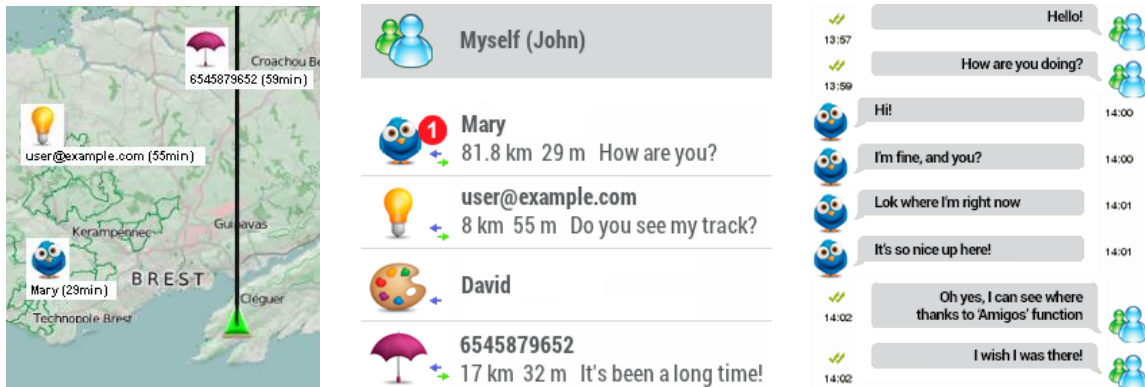 6545879652 (59min)
Croachou Be
user@example.com (55min)
Guipavas
Kerampennec
Mary (29min)
BREST
Cléguer
Technopole Brest
Myself (John)
1
Mary
81.8 km 29 m How are you?
user@example.com
8 km 55 m Do you see my track?
David
6545879652
17 km 32 m It's been a long time!
Hello!
13:57
How are you doing?
13:59
Hi!
14:00
I'm fine, and you?
14:00
Lok where I'm right now
14:01
It's so nice up here!
14:01
Oh yes, I can see where
thanks to 'Amigos' function
14:02
I wish I was there!
14:02